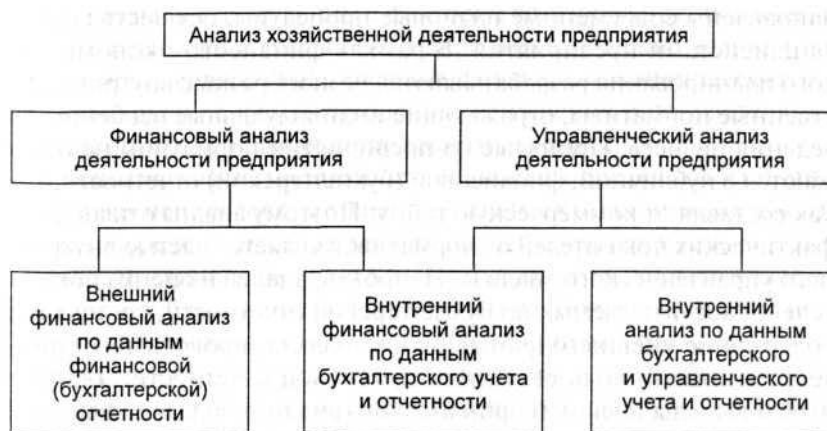 Анализ хозяйственной деятельности предприятия
Финансовый анализ
деятельности предприятия
Управленческий анализ
деятельности предприятия
Внешний
финансовый анализ
по данным
финансовой
(бухгалтерской)
отчетности
Внутренний
финансовый анализ
по данным
бухгалтерского учета
и отчетности
Внутренний
анализ по данным
бухгалтерского
и управленческого
учета и отчетности